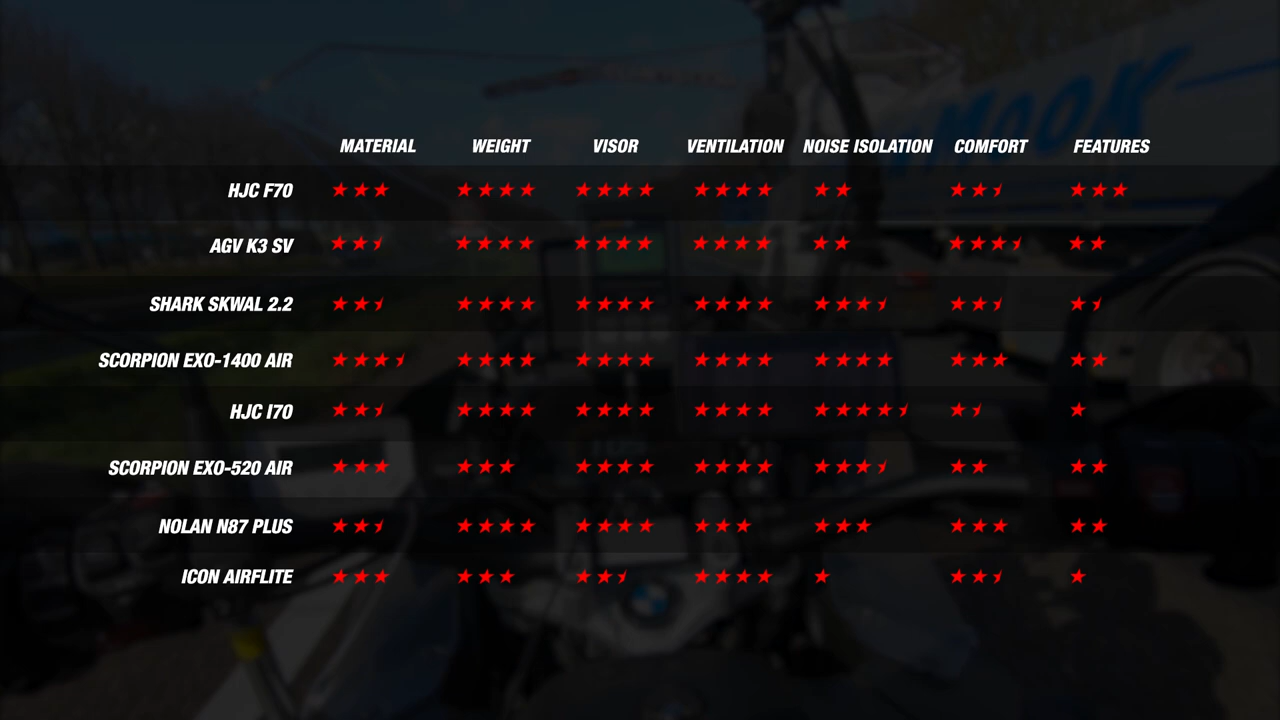 MOOK
MATERIAL WEIGHT VISOR VENTILATION NOISE ISOLATION COMFORT FEATURES
HJC F70
AGV K3 SV
SHARK SKWAL 2.2
SCORPION EXO-1400 AIR
HJC I70
SCORPION EXO-520 AIR
NOLAN N87 PLUS
ICON AIRFLITE